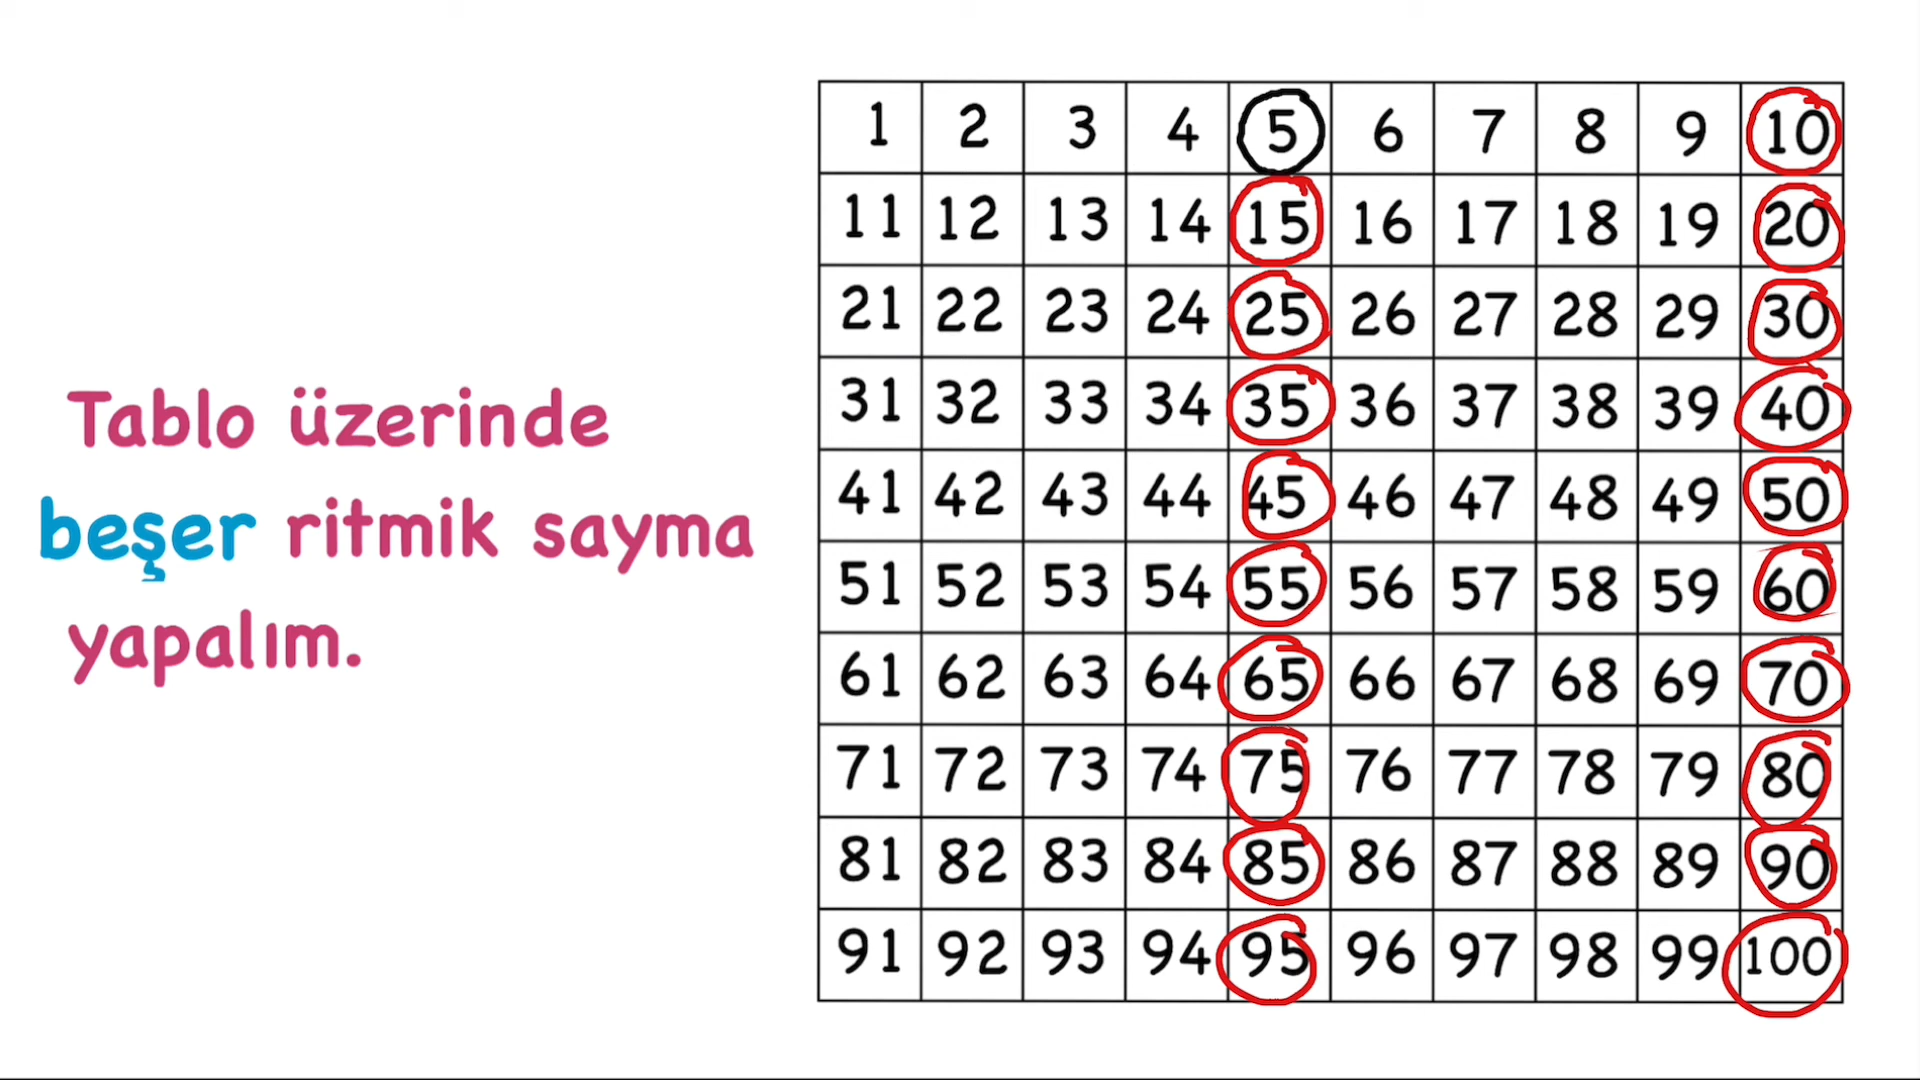 Tablo üzerinde
beşer ritmik sayma
yapalım.
1 2 3 4 5 6 7 8 9 10
11 12 13 14 15 16 17 18 19 20
21 22 23 24 25 26 27 28 29 30
31 32 33 34 35 36 37 38 39 40
41 42 43 44 45 46 47 48 49 50
51 52 53 54 55 56 57 58 59 60
61 62 63 64 65 66 67 68 69 70
71 72 73 74 75 76 77 78 79 80
81 82 83 84 85 86 87 88 89 90
91 92 93 94 95 96 97 98 99 100